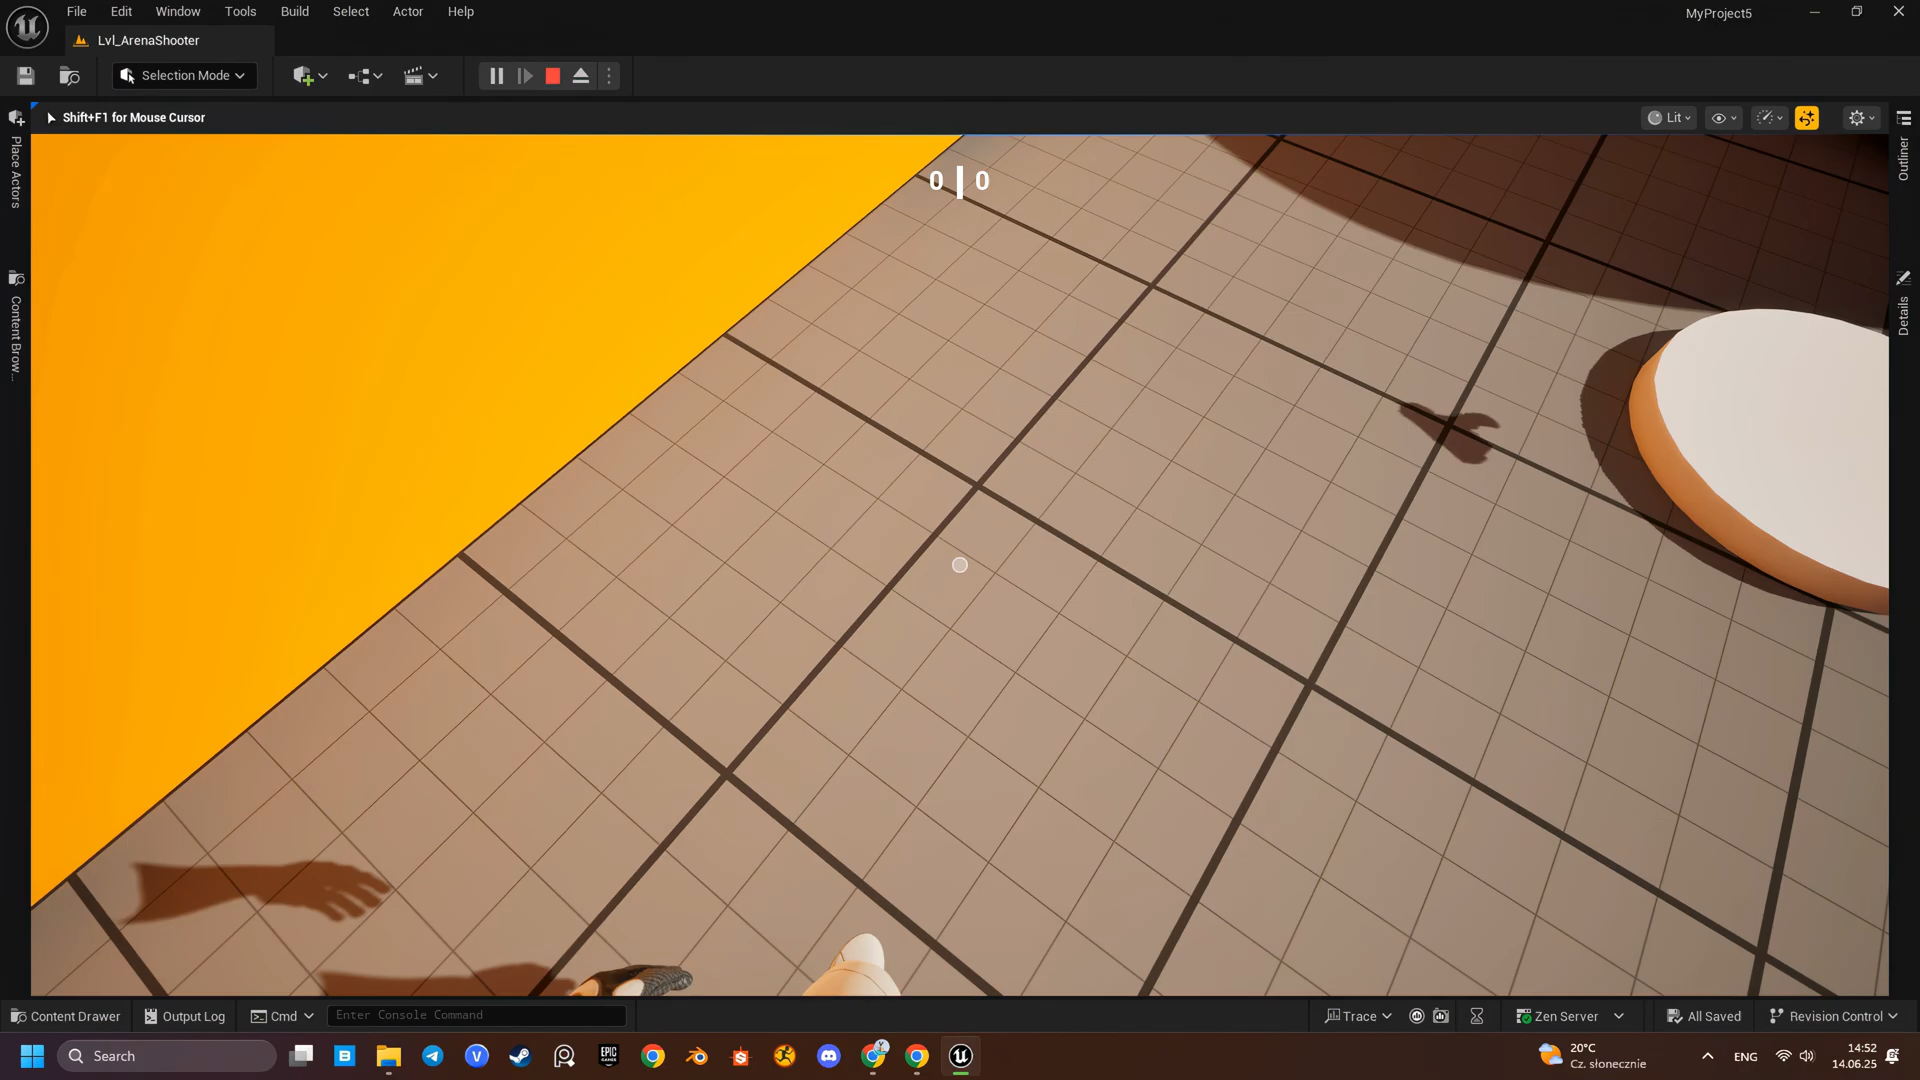 File Edit Window Tools Build Select Actor Help
MyProject5
Lvl_ArenaShooter
Selection Mode
Shift+F1 for Mouse Cursor
Lit
Place Actors
Content Brow...
Outliner
Details
0 | 0
Content Drawer Output Log Cmd Enter Console Command Trace Zen Server All Saved Revision Control
Search
EPIC
GAMES
20°C
Cz. słonecznie
ENG
14:52
14.06.25